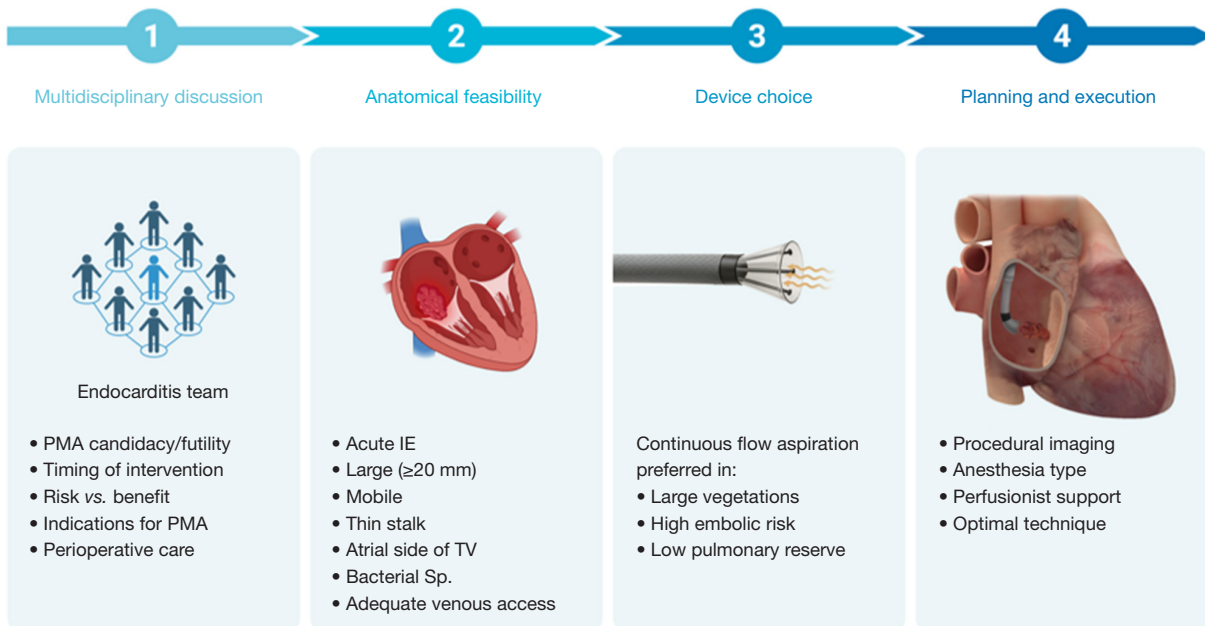 1
2
3
4
Multidisciplinary discussion
Anatomical feasibility
Device choice
Planning and execution
Endocarditis team
• PMA candidacy/futility
• Timing of intervention
• Risk vs. benefit
• Indications for PMA
• Perioperative care
• Acute IE
• Large (≥20 mm)
• Mobile
• Thin stalk
• Atrial side of TV
• Bacterial Sp.
• Adequate venous access
Continuous flow aspiration
preferred in:
• Large vegetations
• High embolic risk
• Low pulmonary reserve
• Procedural imaging
• Anesthesia type
• Perfusionist support
• Optimal technique